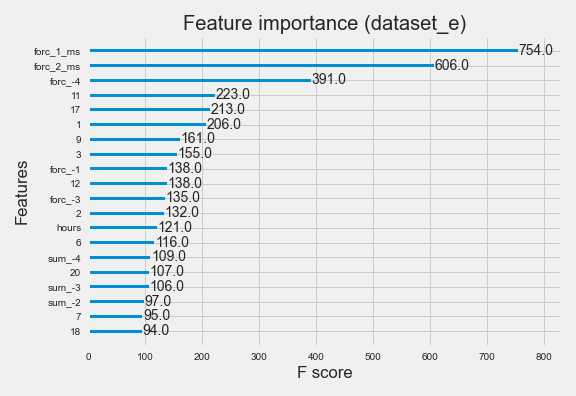 Feature importance (dataset_e)
Features
forc_1_ms 754.0
forc_2_ms 606.0
forc_-4 391.0
11 223.0
17 213.0
1 206.0
9 161.0
3 155.0
forc_-1 138.0
12 138.0
forc_-3 135.0
2 132.0
hours 121.0
6 116.0
sum_-4 109.0
20 107.0
sum_-3 106.0
sum_-2 97.0
7 95.0
18 94.0
0 100 200 300 400 500 600 700 800
F score